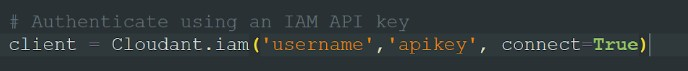 # Authenticate using an IAM API key
client = Cloudant.iam('username','apikey', connect=True)